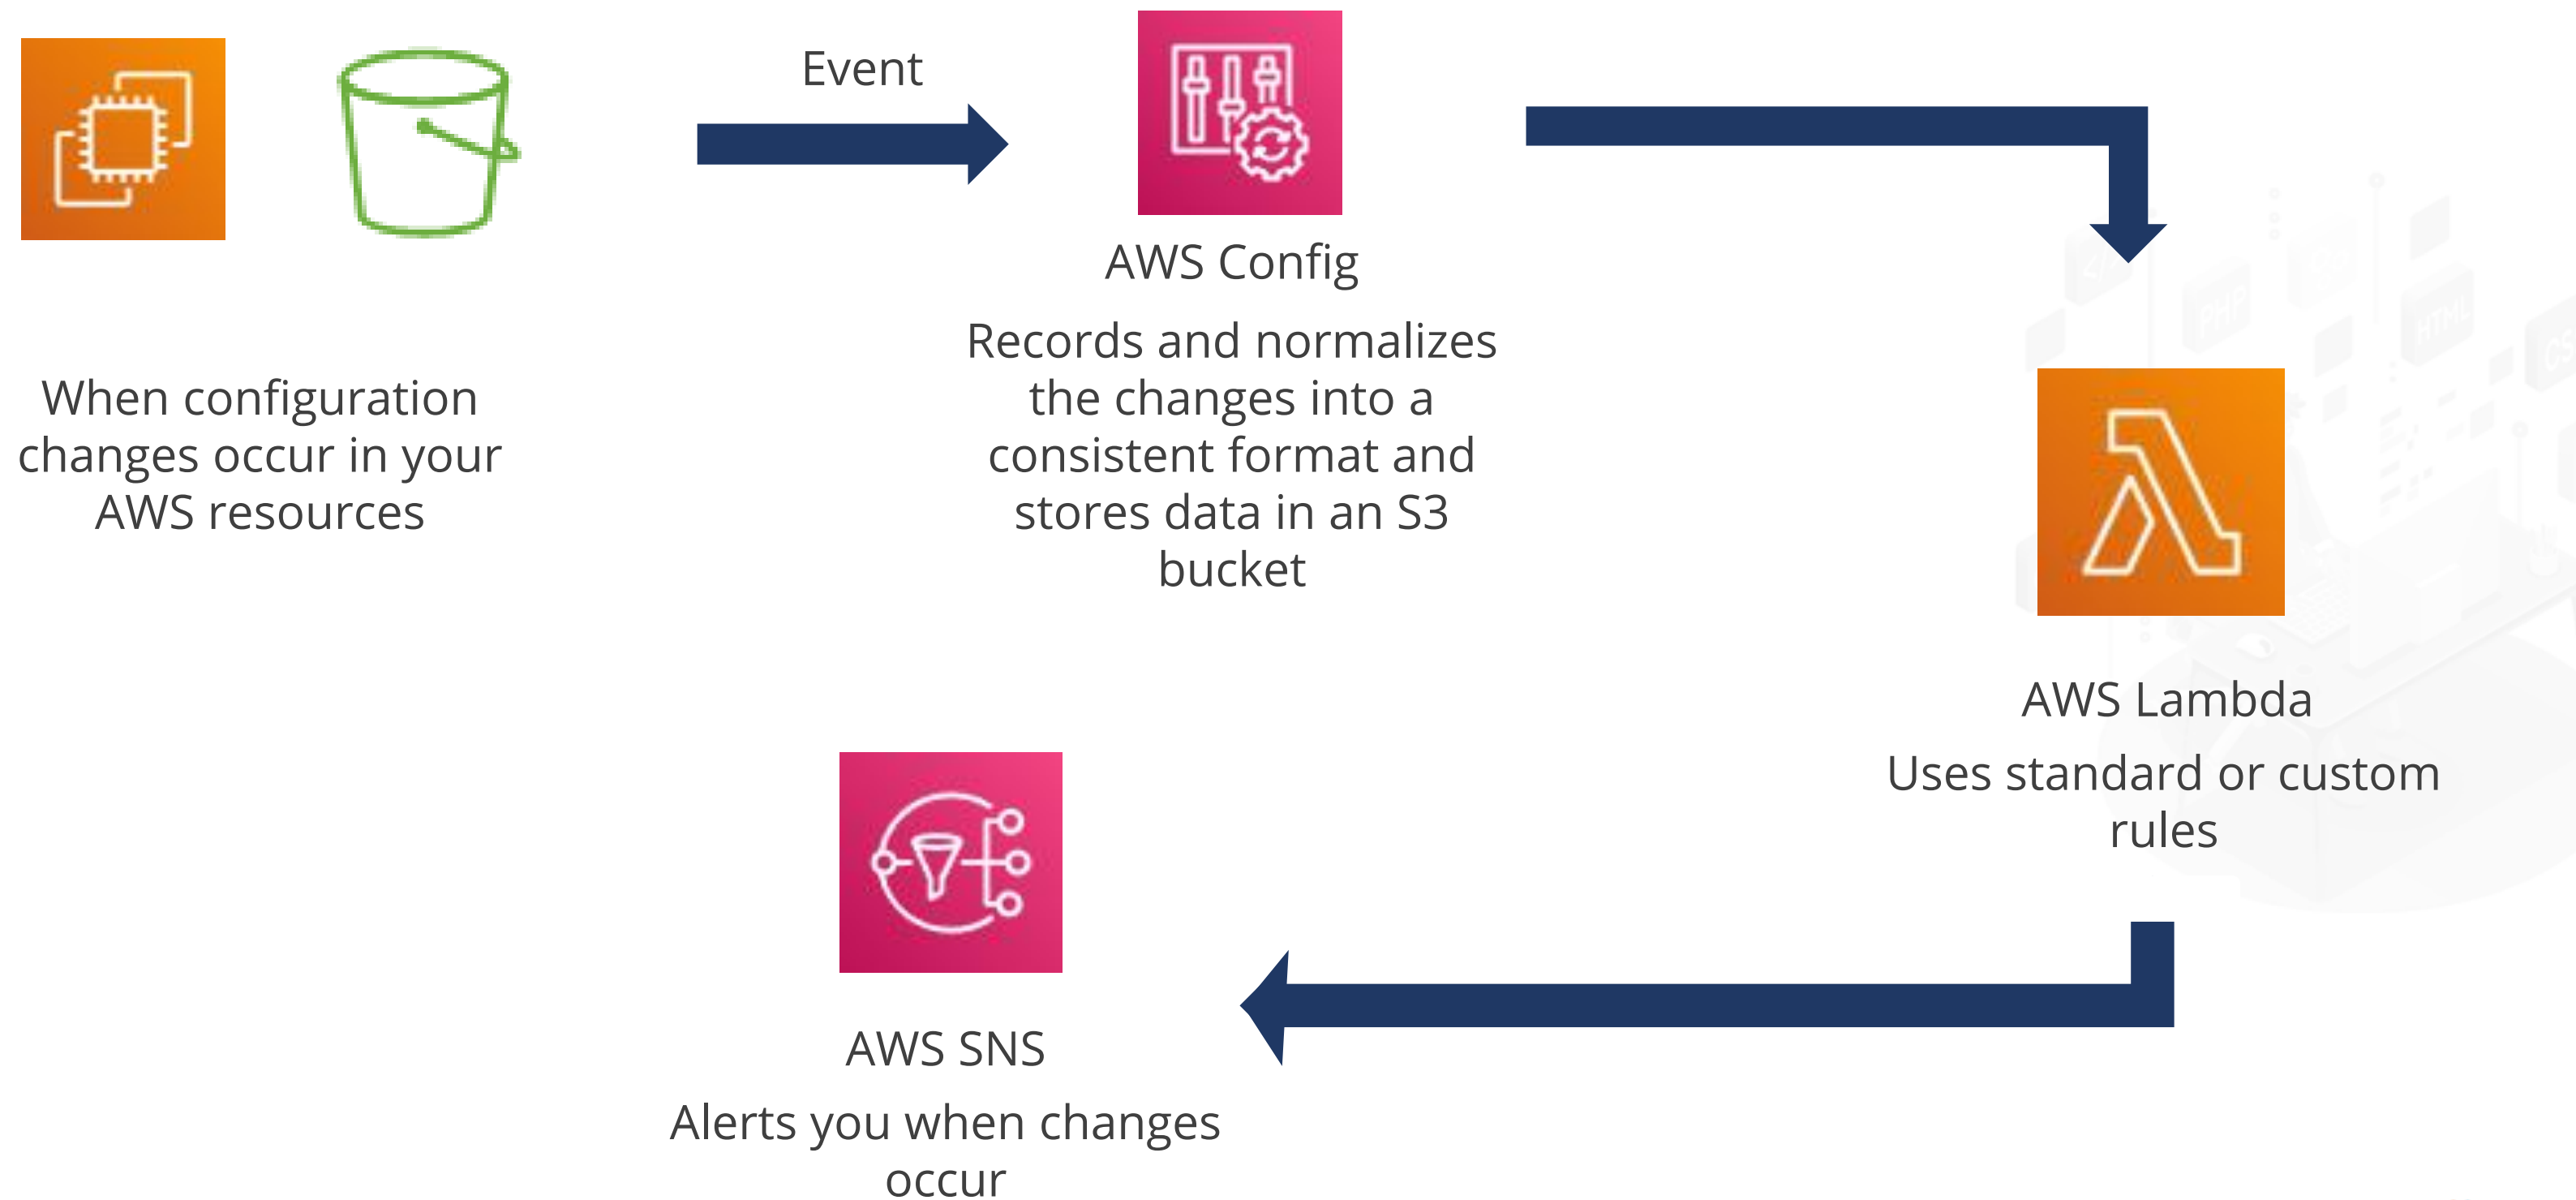 Event
When configuration
changes occur in your
AWS resources
AWS Config
Records and normalizes
the changes into a
consistent format and
stores data in an S3
bucket
AWS Lambda
Uses standard or custom
rules
AWS SNS
Alerts you when changes
occur
PHP
HTML